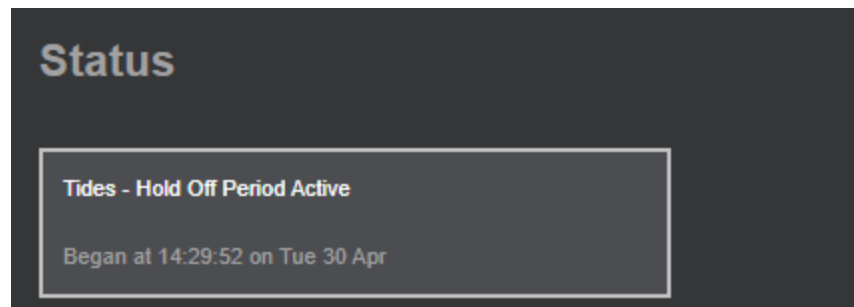 Status
Tides - Hold Off Period Active
Began at 14:29:52 on Tue 30 Apr